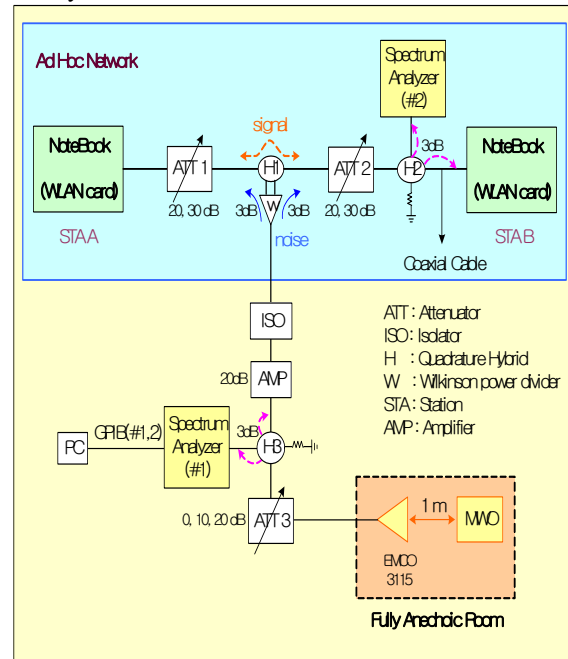 Ad Hoc Network
Spectrum
Analyzer
(#2)
signal
3dB
NoteBook
(WLAN card)
ATT 1
H1
ATT 2
H2
NoteBook
(WLAN card)
20, 30 dB
3dB
W
3dB
20, 30 dB
STA A
noise
STA B
Coaxial Cable
ISO
ATT : Attenuator
ISO : Isolator
H : Quadrature Hybrid
W : Wilkinson power divider
STA : Station
AMP : Amplifier
20dB
AMP
PC
GPIB(#1,2)
Spectrum
Analyzer
(#1)
3dB
H3
0, 10, 20 dB
ATT 3
1 m
MWO
EMCO
3115
Fully Anechoic Room